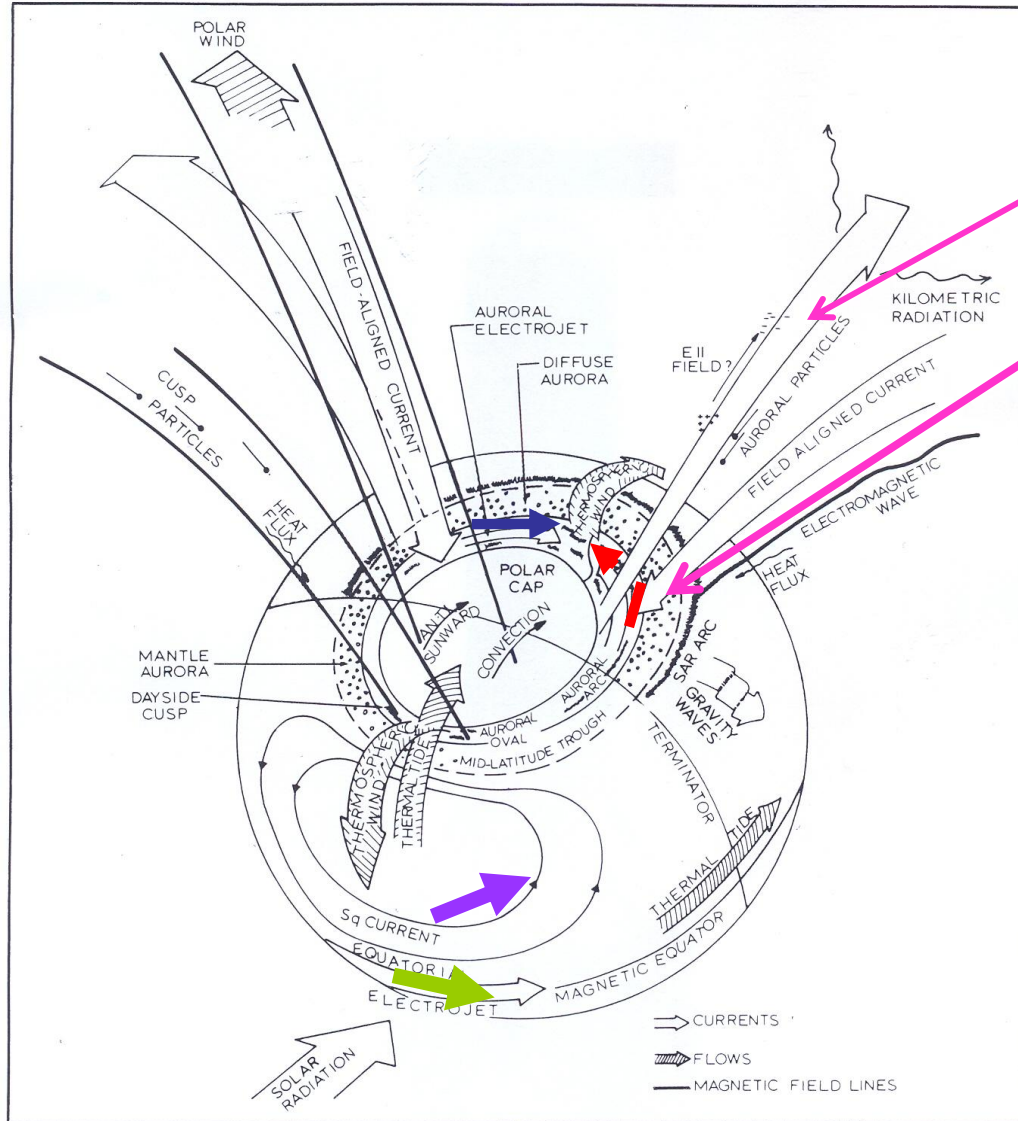 POLAR
WIND
FIELD-ALIGNED CURRENT
AURORAL
ELECTROJET
DIFFUSE
AURORA
E II
FIELD?
KILOMETRIC
RADIATION
AURORAL PARTICLES
FIELD ALIGNED CURRENT
ELECTROMAGNETIC
WAVE
HEAT
FLUX
CUSP
PARTICLES
HEAT
FLUX
THERMOSPHERIC
WIND
POLAR
CAP
ANTI
SUNWARD
CONVECTION
MANTLE
AURORA
DAYSIDE
CUSP
AURORAL
ARC
AURORAL
OVAL
MID-LATITUDE TROUGH
SAR ARC
GRAVITY
WAVES
TERMINATOR
THERMOSPHERIC
WIND
THERMAL TIDE
THERMAL TIDE
Sq CURRENT
EQUATORIAL
ELECTROJET
MAGNETIC EQUATOR
SOLAR
RADIATION
CURRENTS
FLOWS
MAGNETIC FIELD LINES